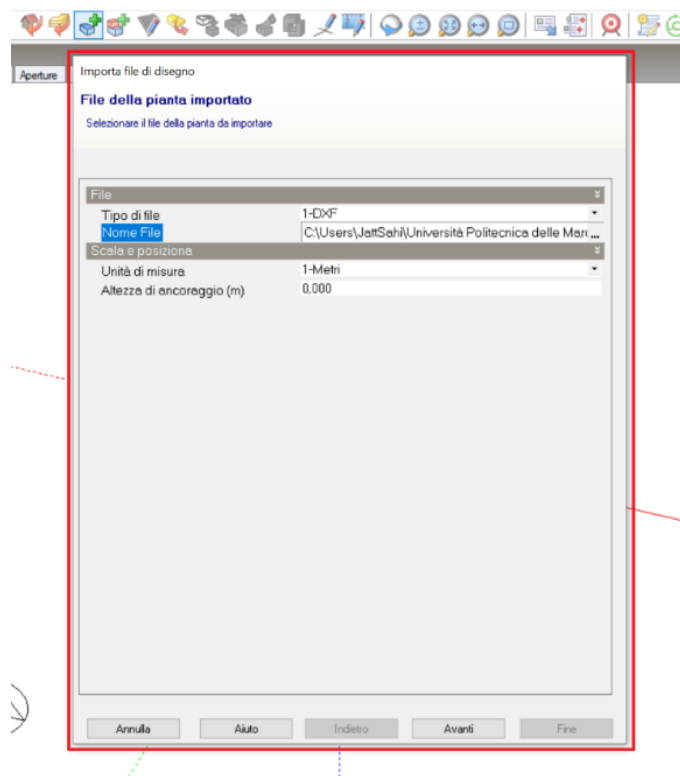 Aperture
Importa file di disegno
File della pianta importato
Selezionare il file della pianta da importare
File
Tipo di file 1-DXF
Nome File C:\Users\JattSahi\Università Politecnica delle Mar ...
Scala e posiziona
Unità di misura 1-Metri
Altezza di ancoraggio (m) 0,000
Annulla Aiuto Indietro Avanti Fine